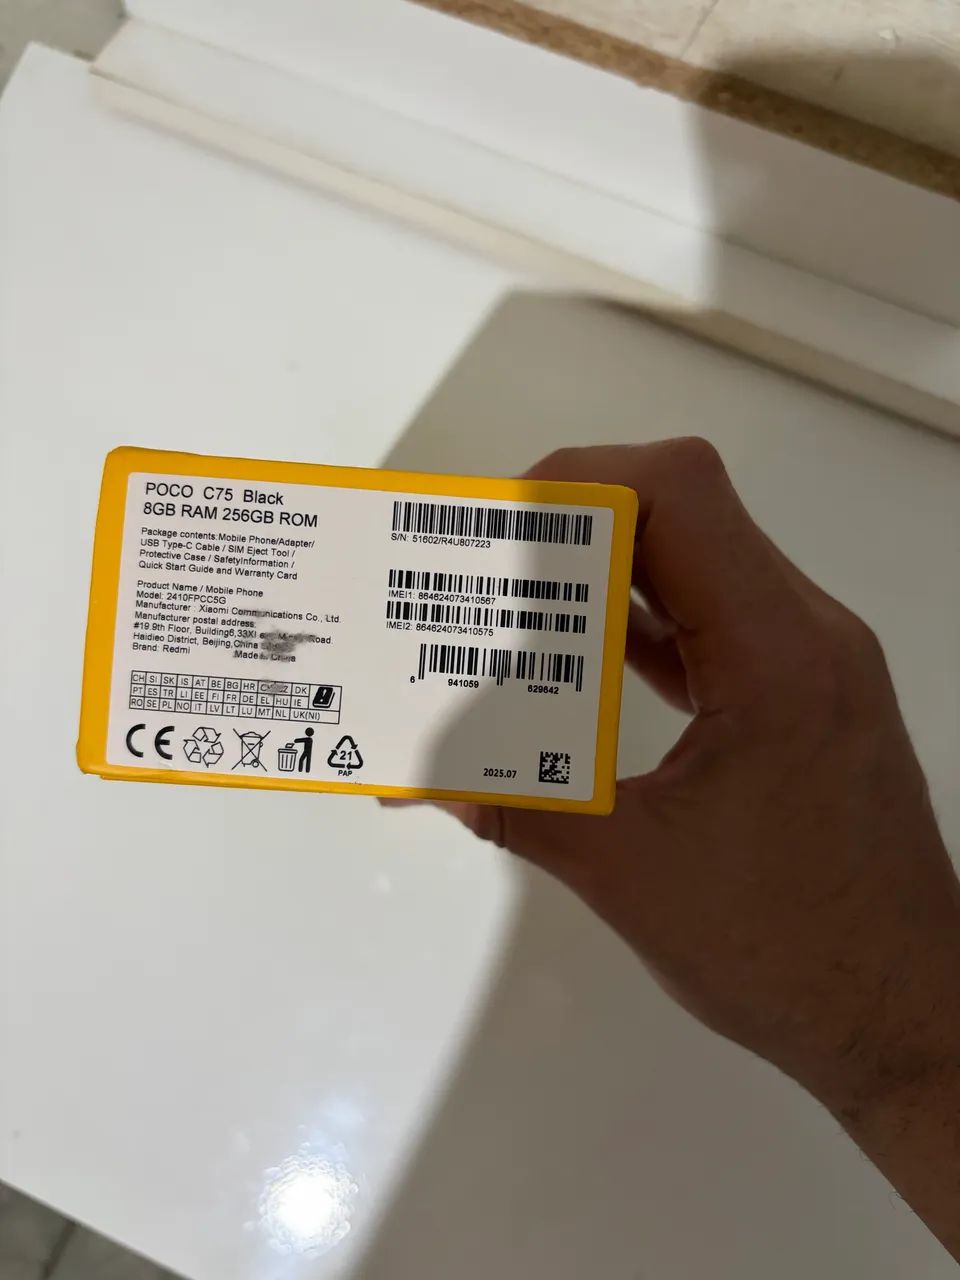 POCO C75 Black
8GB RAM 256GB ROM
Package contents:Mobile Phone/Adapter/
USB Type-C Cable / SIM Eject Tool /
Protective Case / SafetyInformation /
Quick Start Guide and Warranty Card
Product Name / Mobile Phone
Model: 2410FPCC5G
Manufacturer : Xiaomi Communications Co., Ltd.
Manufacturer postal address
#19.9th Floor, Building6,33XI Road.
Haidieo District, Beijing,China
Made in China
Brand: Redmi
CH SI SK IS AT BE BG HR CY CZ DK
PT ES TR LI EE FI FR DE EL HU IE
RO SE PL NO IT LV LT LU MT NL UK(NI)
CE
21
PAP
S/N: 51602/R4U807223
IMEI1: 864624073410567
IMEI2: 864624073410575
6 941059 629642
2025.07